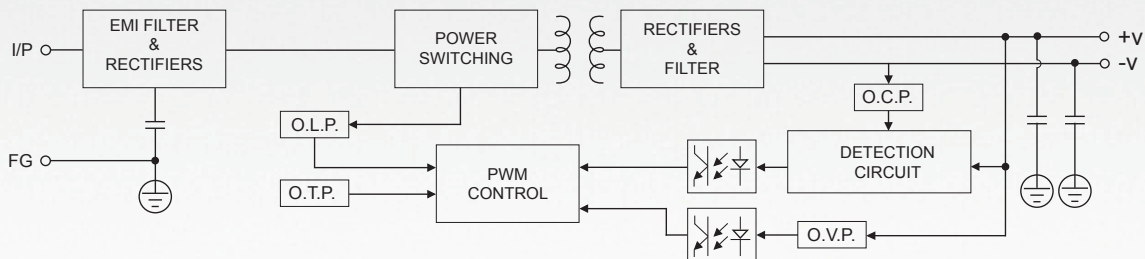 I/P
EMI FILTER
&
RECTIFIERS
POWER
SWITCHING
RECTIFIERS
&
FILTER
+V
-V
O.C.P.
O.L.P.
FG
O.T.P.
PWM
CONTROL
DETECTION
CIRCUIT
O.V.P.